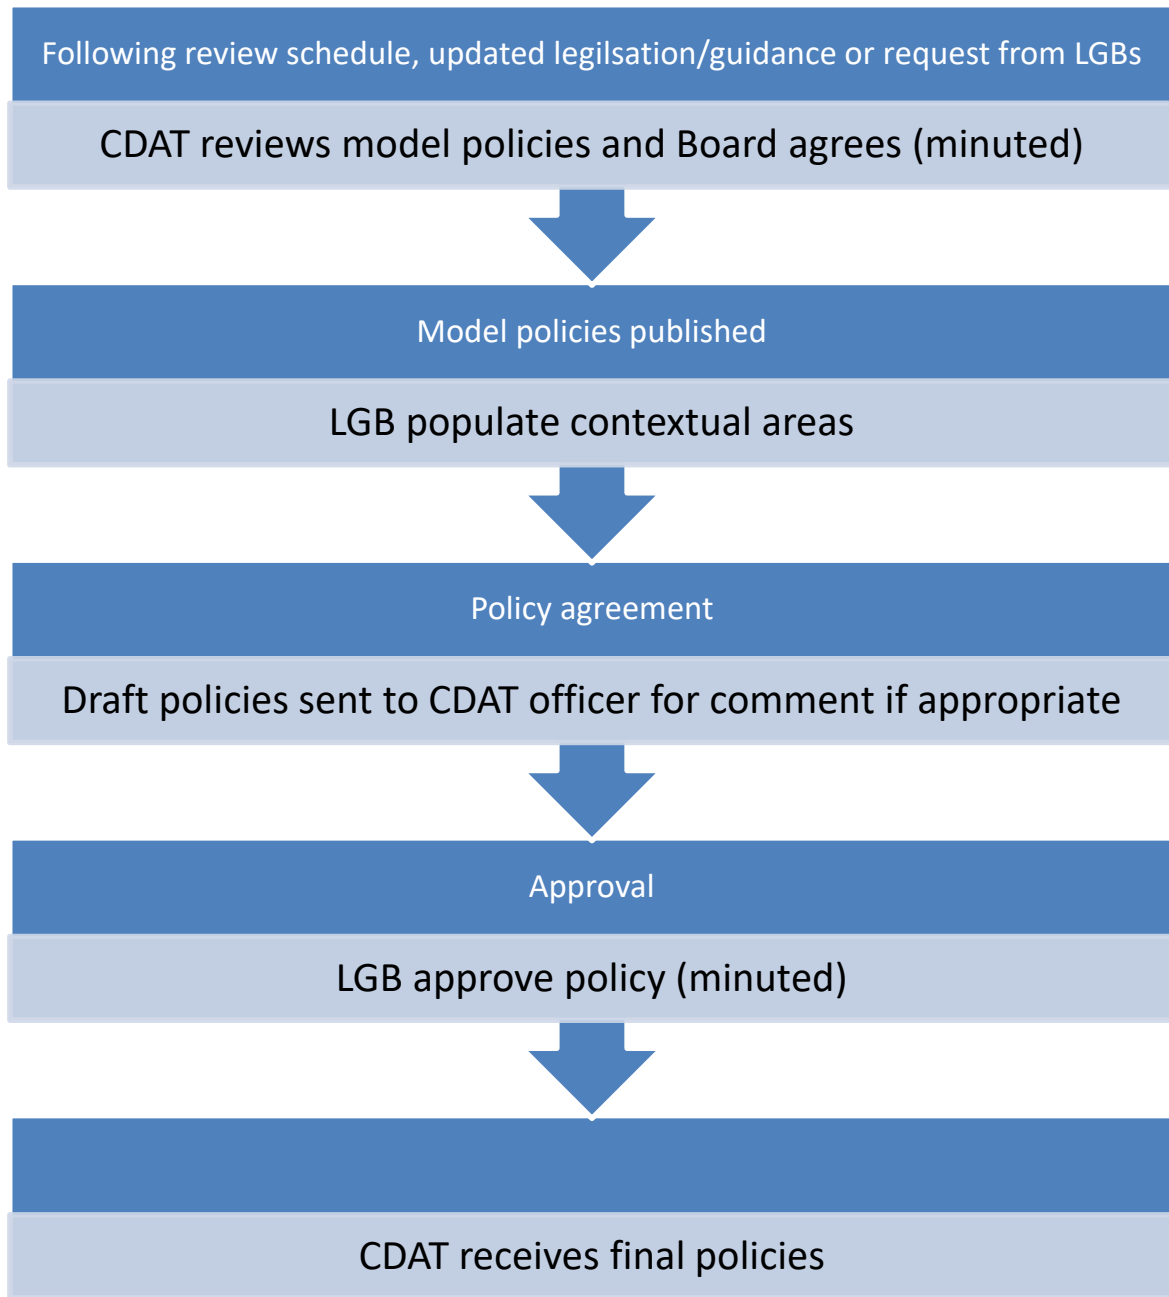 Following review schedule, updated legilsation/guidance or request from LGBs
CDAT reviews model policies and Board agrees (minuted)
Model policies published
LGB populate contextual areas
Policy agreement
Draft policies sent to CDAT officer for comment if appropriate
Approval
LGB approve policy (minuted)
CDAT receives final policies